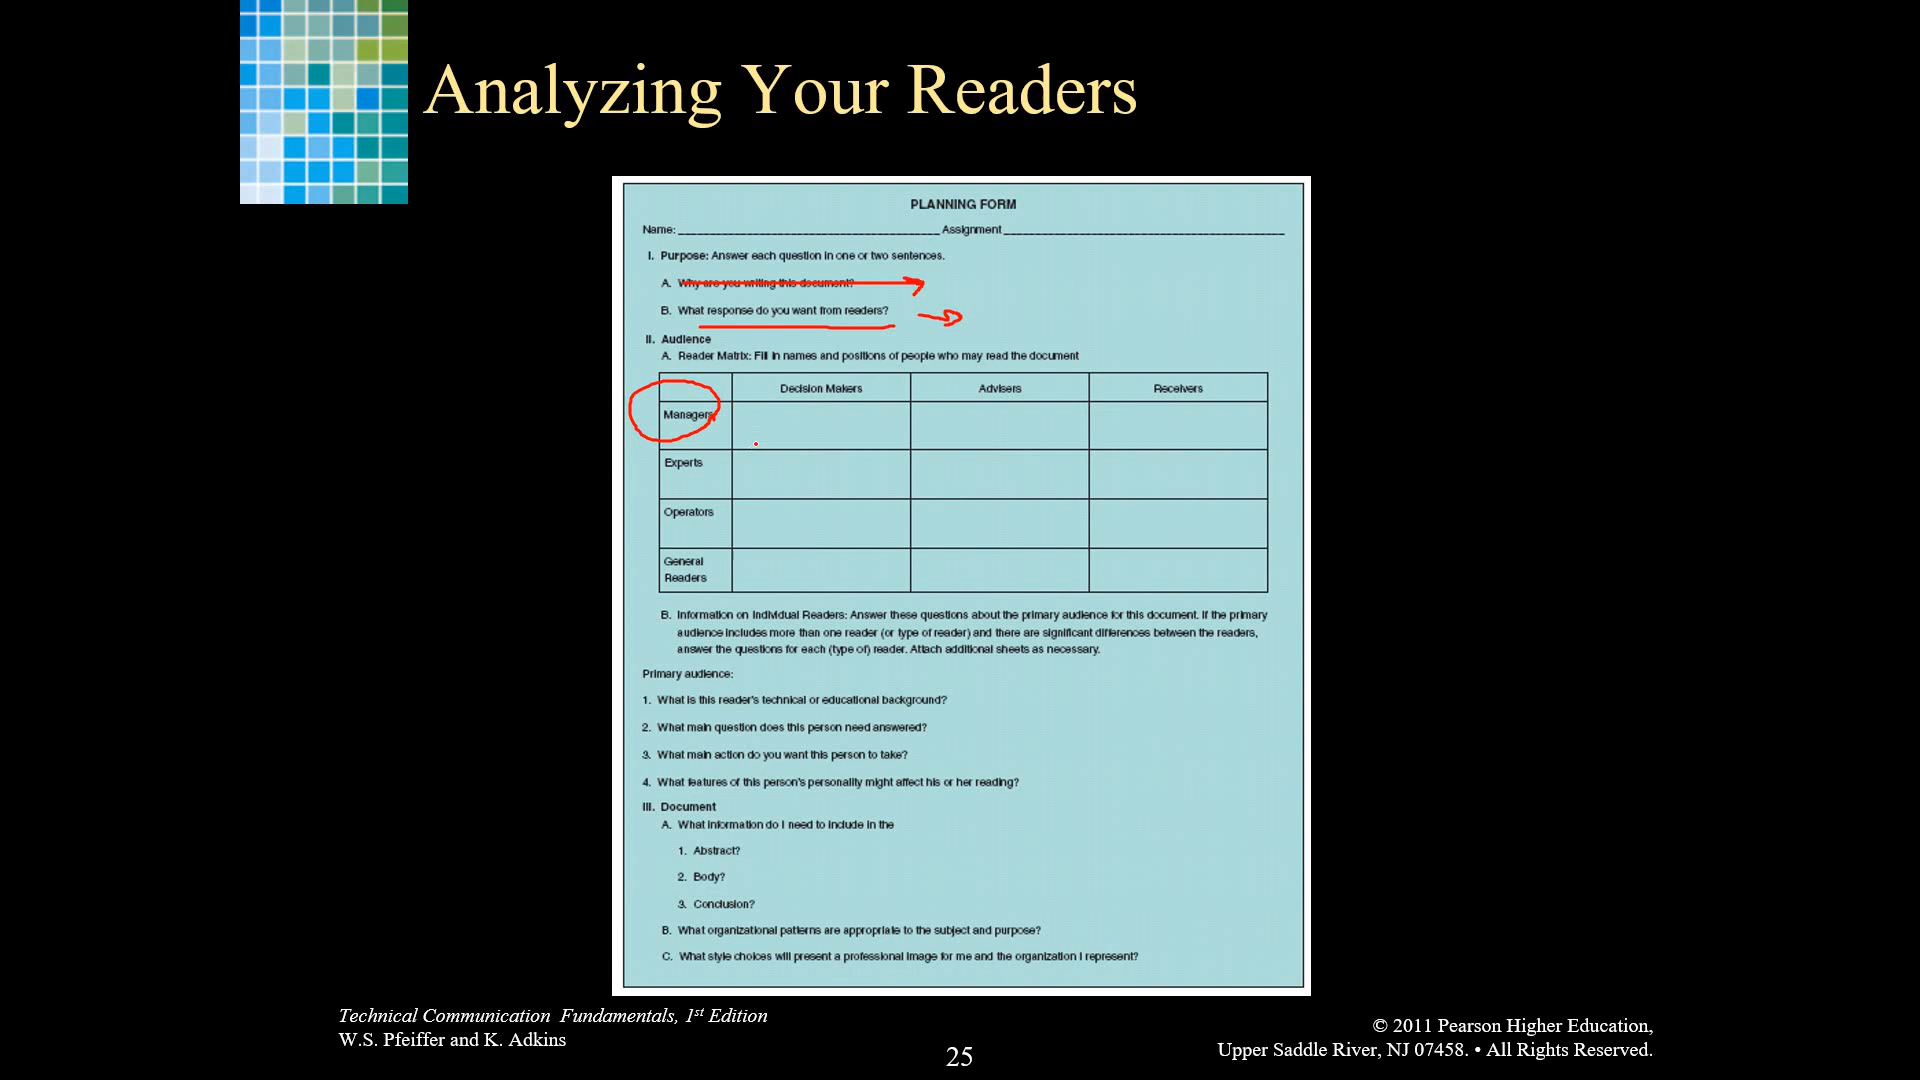 Analyzing Your Readers
PLANNING FORM
Name: Assignment
I. Purpose: Answer each question in one or two sentences.
A. Why are you writing this document?
B. What response do you want from readers?
II. Audience
A. Reader Matrix: Fill in names and positions of people who may read the document
Decision Makers Advisers Receivers
Managers
Experts
Operators
General
Readers
B. Information on Individual Readers: Answer these questions about the primary audience for this document. If the primary
audience includes more than one reader (or type of reader) and there are significant differences between the readers,
answer the questions for each (type of) reader. Attach additional sheets as necessary.
Primary audience:
1. What is this reader's technical or educational background?
2. What main question does this person need answered?
3. What main action do you want this person to take?
4. What features of this person's personality might affect his or her reading?
III. Document
A. What information do I need to include in the
1. Abstract?
2. Body?
3. Conclusion?
B. What organizational patterns are appropriate to the subject and purpose?
C. What style choices will present a professional image for me and the organization I represent?
Technical Communication Fundamentals, 1st Edition
W.S. Pfeiffer and K. Adkins
25
© 2011 Pearson Higher Education,
Upper Saddle River, NJ 07458. • All Rights Reserved.